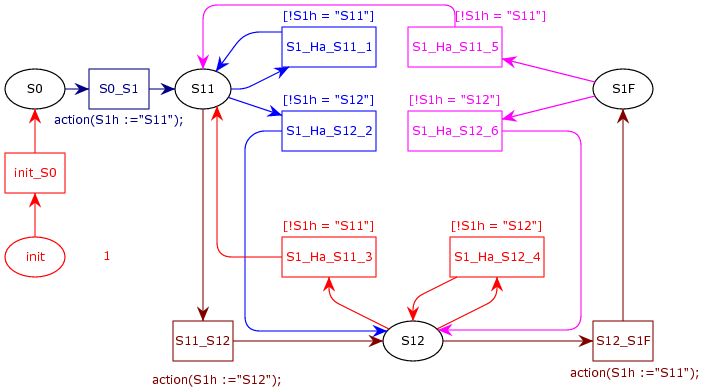 [!S1h = "S11"]
[!S1h = "S11"]
S1_Ha_S11_1
S1_Ha_S11_5
S0
S0_S1
S11
S1F
[!S1h = "S12"]
[!S1h = "S12"]
action(S1h :="S11");
S1_Ha_S12_2
S1_Ha_S12_6
init_S0
[!S1h = "S11"]
[!S1h = "S12"]
init
1
S1_Ha_S11_3
S1_Ha_S12_4
S11_S12
S12
S12_S1F
action(S1h :="S12");
action(S1h :="S11");